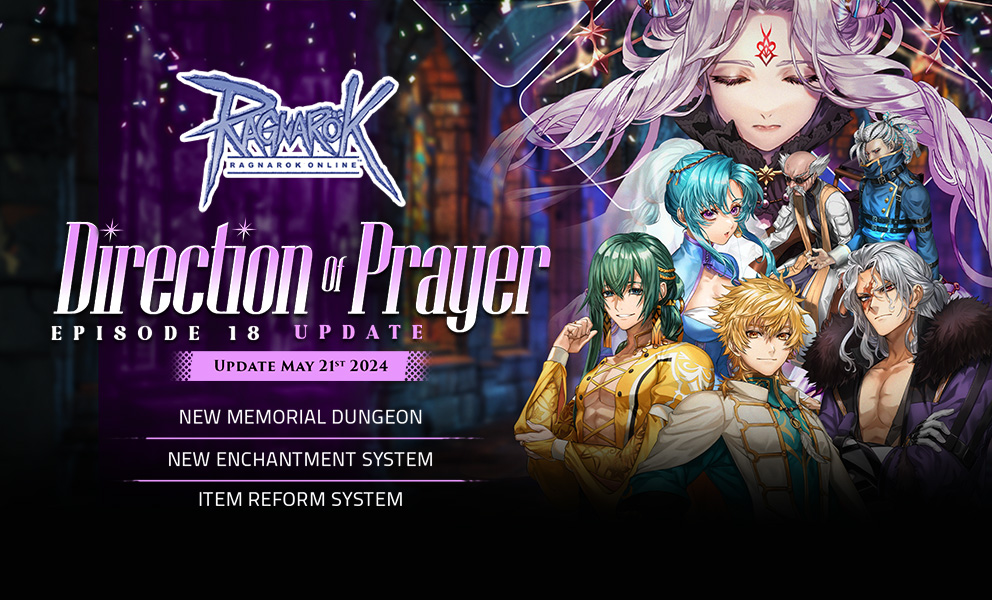 RAGNARÖK
RAGNAROK ONLINE
Direction Of Prayer
EPISODE 18 UPDATE
UPDATE MAY 21ST 2024
NEW MEMORIAL DUNGEON
NEW ENCHANTMENT SYSTEM
ITEM REFORM SYSTEM